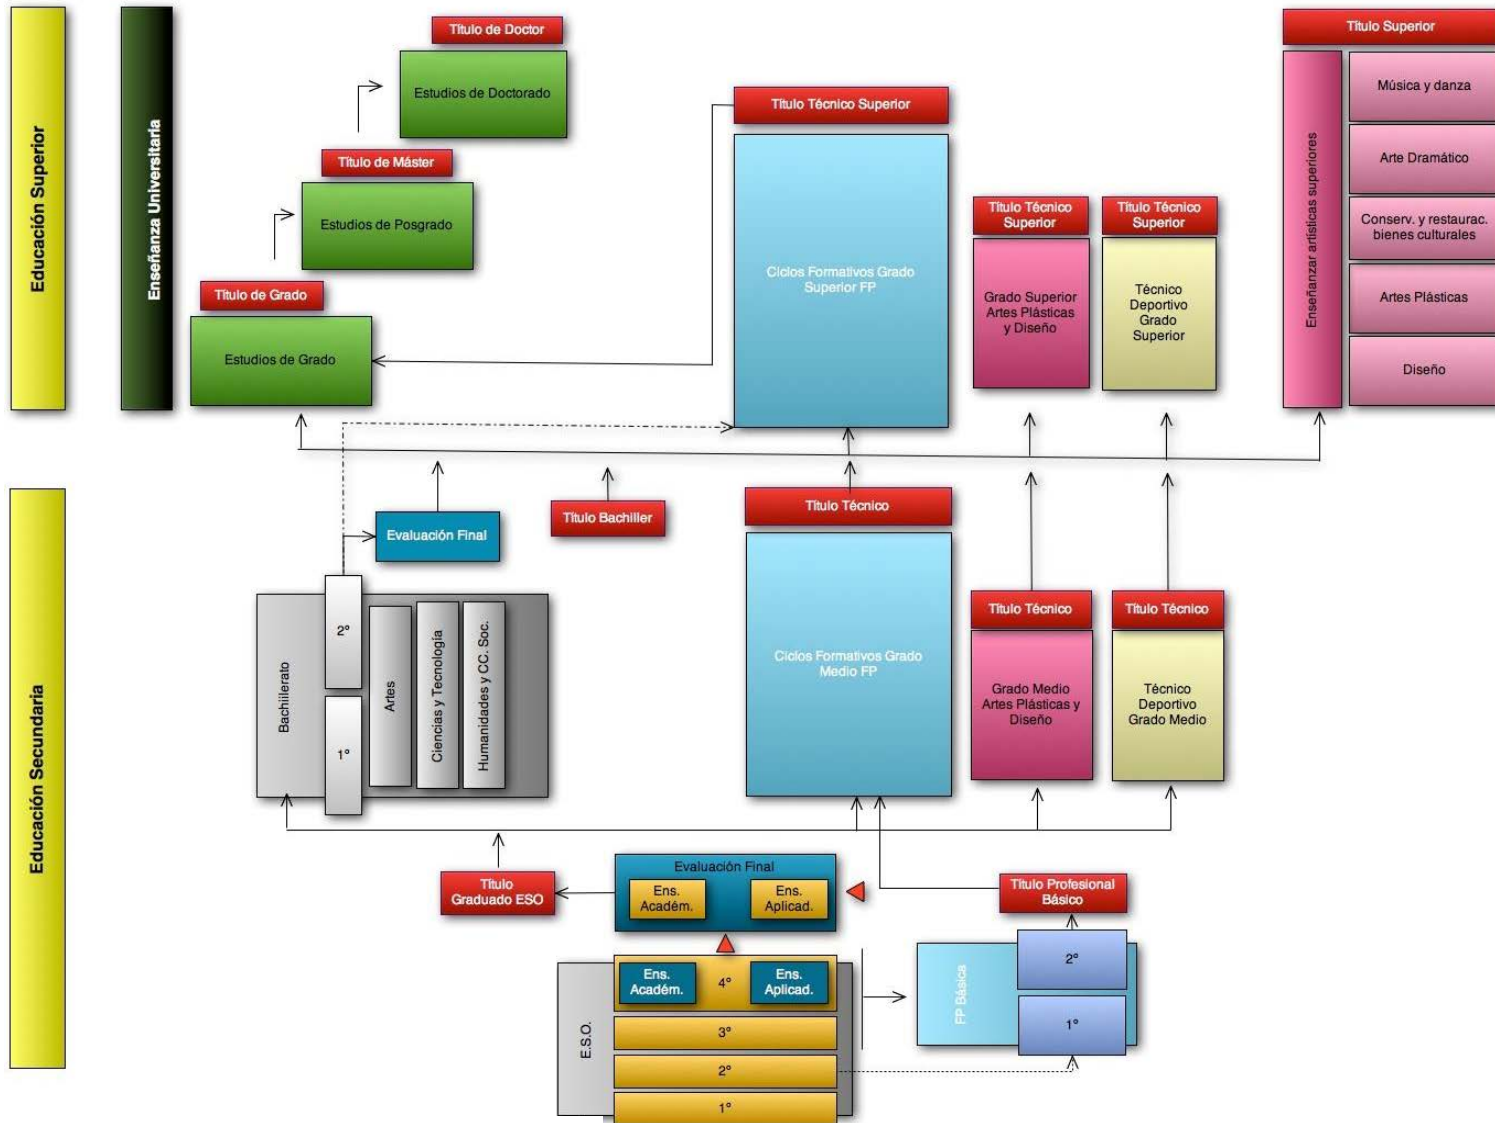 Educación Superior
Enseñanza Universitaria
Título de Doctor
Estudios de Doctorado
Título de Máster
Estudios de Posgrado
Título de Grado
Estudios de Grado
Título Técnico Superior
Ciclos Formativos Grado
Superior FP
Título Técnico
Superior
Grado Superior
Artes Plásticas
y Diseño
Título Técnico
Superior
Técnico
Deportivo
Grado
Superior
Título Superior
Enseñanzar artísticas superiores
Música y danza
Arte Dramático
Conserv. y restaurac.
bienes culturales
Artes Plásticas
Diseño
Educación Secundaria
Evaluación Final
Título Bachiller
Bachiilerato
2º
1º
Artes
Ciencias y Tecnología
Humanidades y CC. Soc.
Título Técnico
Ciclos Formativos Grado
Medio FP
Título Técnico
Grado Medio
Artes Plásticas y
Diseño
Título Técnico
Técnico
Deportivo
Grado Medio
Título
Graduado ESO
Evaluación Final
Ens.
Académ.
Ens.
Aplicad.
Título Profesional
Básico
E.S.O.
Ens.
Académ.
4º
Ens.
Aplicad.
3º
2º
1º
FP Básica
2º
1º